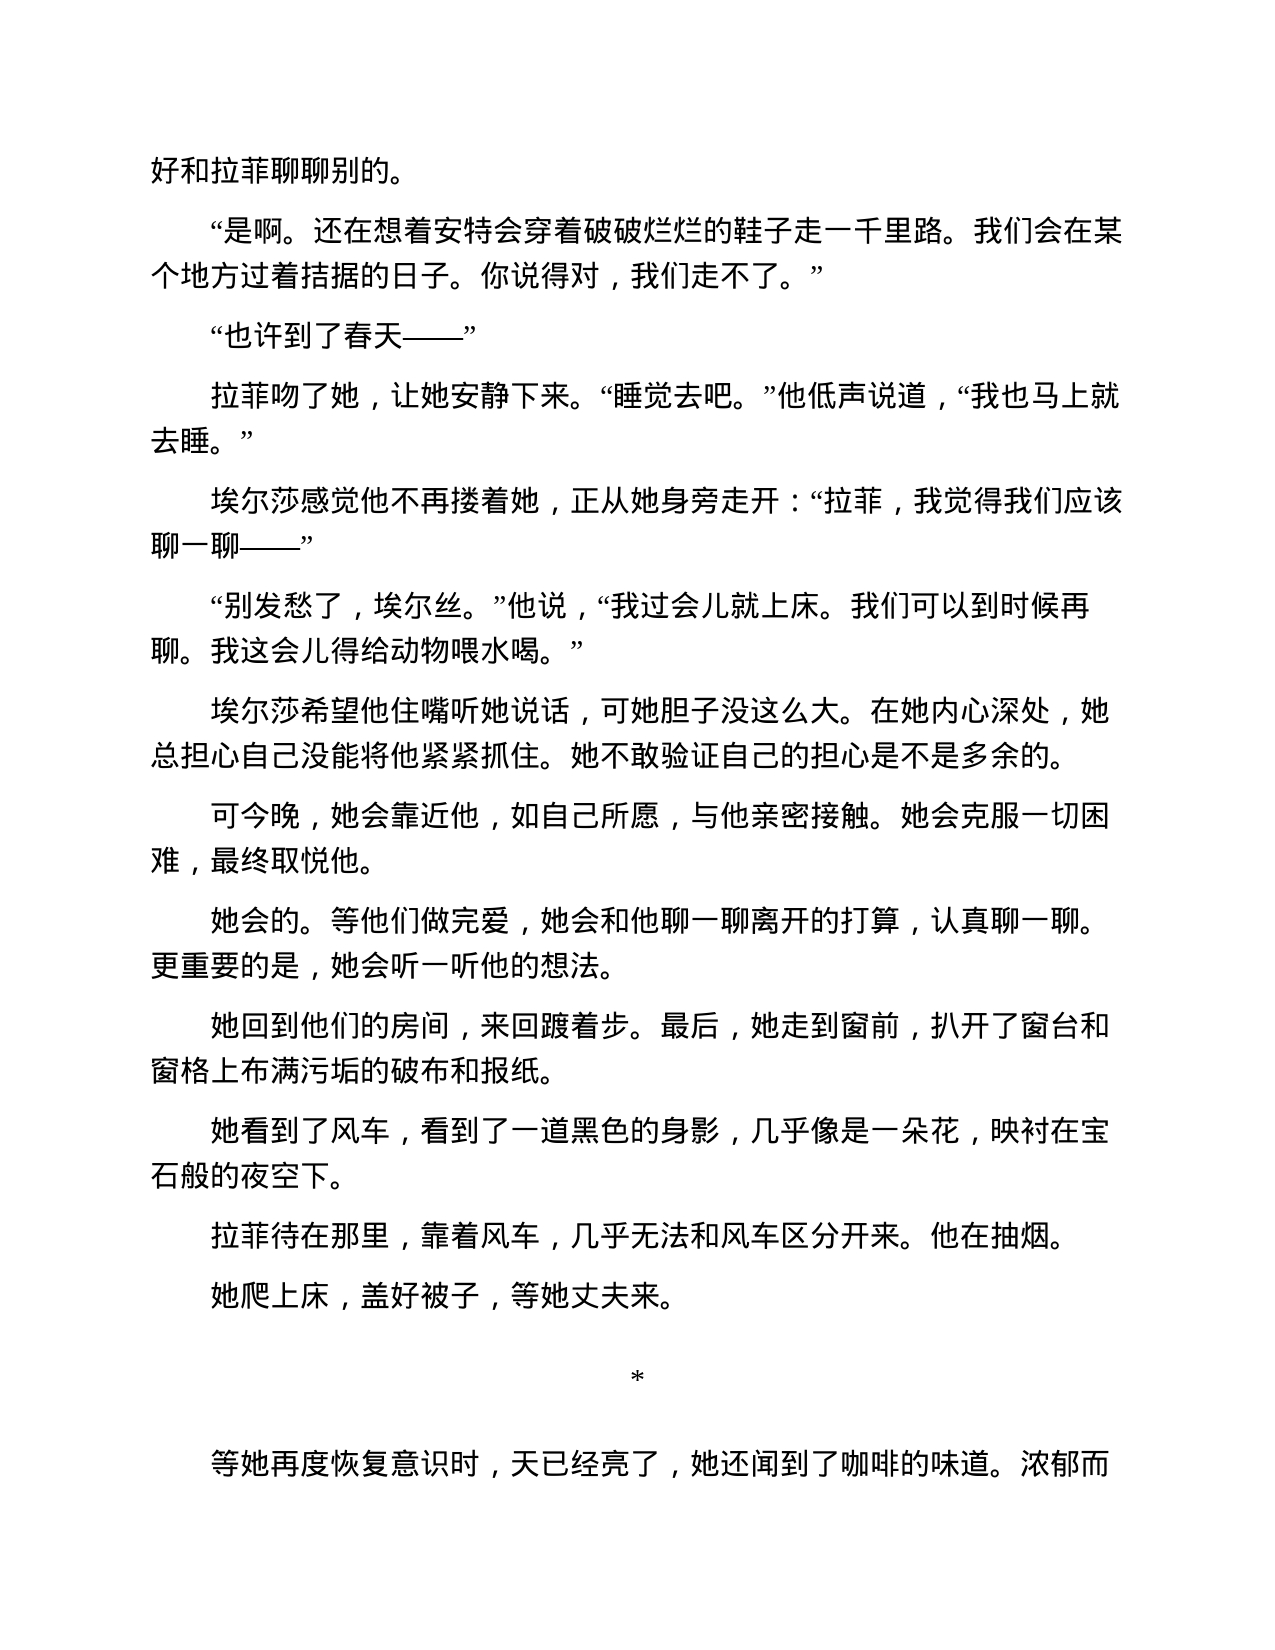 好和拉菲聊聊别的。
“是啊。还在想着安特会穿着破破烂烂的鞋子走一千里路。我们会在某
个地方过着拮据的日子。你说得对，我们走不了。”
“也许到了春天——”
拉菲吻了她，让她安静下来。“睡觉去吧。”他低声说道，“我也马上就
去睡。”
埃尔莎感觉他不再搂着她，正从她身旁走开：“拉菲，我觉得我们应该
聊一聊——”
“别发愁了，埃尔丝。”他说，“我过会儿就上床。我们可以到时候再
聊。我这会儿得给动物喂水喝。”
埃尔莎希望他住嘴听她说话，可她胆子没这么大。在她内心深处，她
总担心自己没能将他紧紧抓住。她不敢验证自己的担心是不是多余的。
可今晚，她会靠近他，如自己所愿，与他亲密接触。她会克服一切困
难，最终取悦他。
她会的。等他们做完爱，她会和他聊一聊离开的打算，认真聊一聊。
更重要的是，她会听一听他的想法。
她回到他们的房间，来回踱着步。最后，她走到窗前，扒开了窗台和
窗格上布满污垢的破布和报纸。
她看到了风车，看到了一道黑色的身影，几乎像是一朵花，映衬在宝
石般的夜空下。
拉菲待在那里，靠着风车，几乎无法和风车区分开来。他在抽烟。
她爬上床，盖好被子，等她丈夫来。
*
等她再度恢复意识时，天已经亮了，她还闻到了咖啡的味道。浓郁而